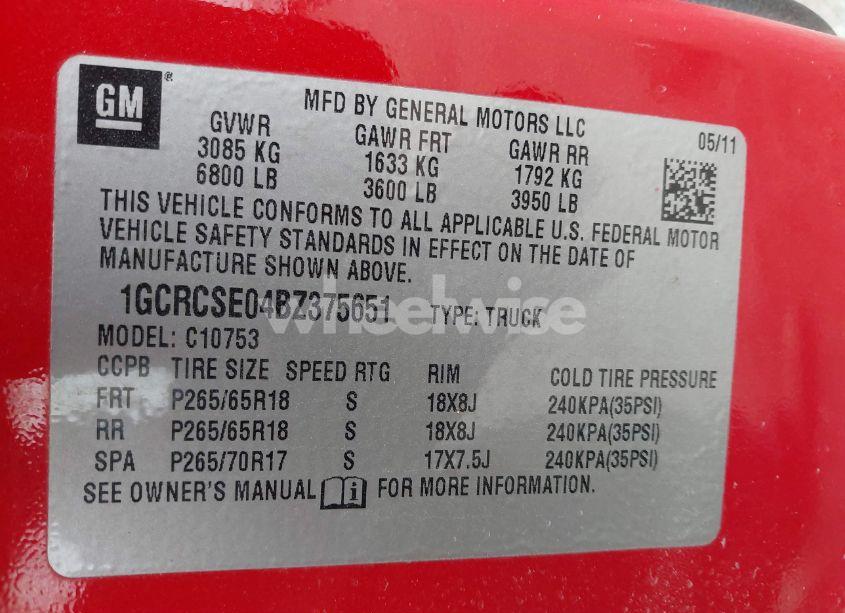 GM ®
MFD BY GENERAL MOTORS LLC
05/11
GVWR GAWR FRT GAWR RR
3085 KG 1633 KG 1792 KG
6800 LB 3600 LB 3950 LB
THIS VEHICLE CONFORMS TO ALL APPLICABLE U.S. FEDERAL MOTOR
VEHICLE SAFETY STANDARDS IN EFFECT ON THE DATE OF
MANUFACTURE SHOWN ABOVE.
1GCRCSE04BZ375651 TYPE: TRUCK
wheelwise
MODEL: C10753
CCPB TIRE SIZE SPEED RTG RIM COLD TIRE PRESSURE
FRT P265/65R18 S 18X8J 240KPA(35PSI)
RR P265/65R18 S 18X8J 240KPA(35PSI)
SPA P265/70R17 S 17X7.5J 240KPA(35PSI)
SEE OWNER'S MANUAL i FOR MORE INFORMATION.